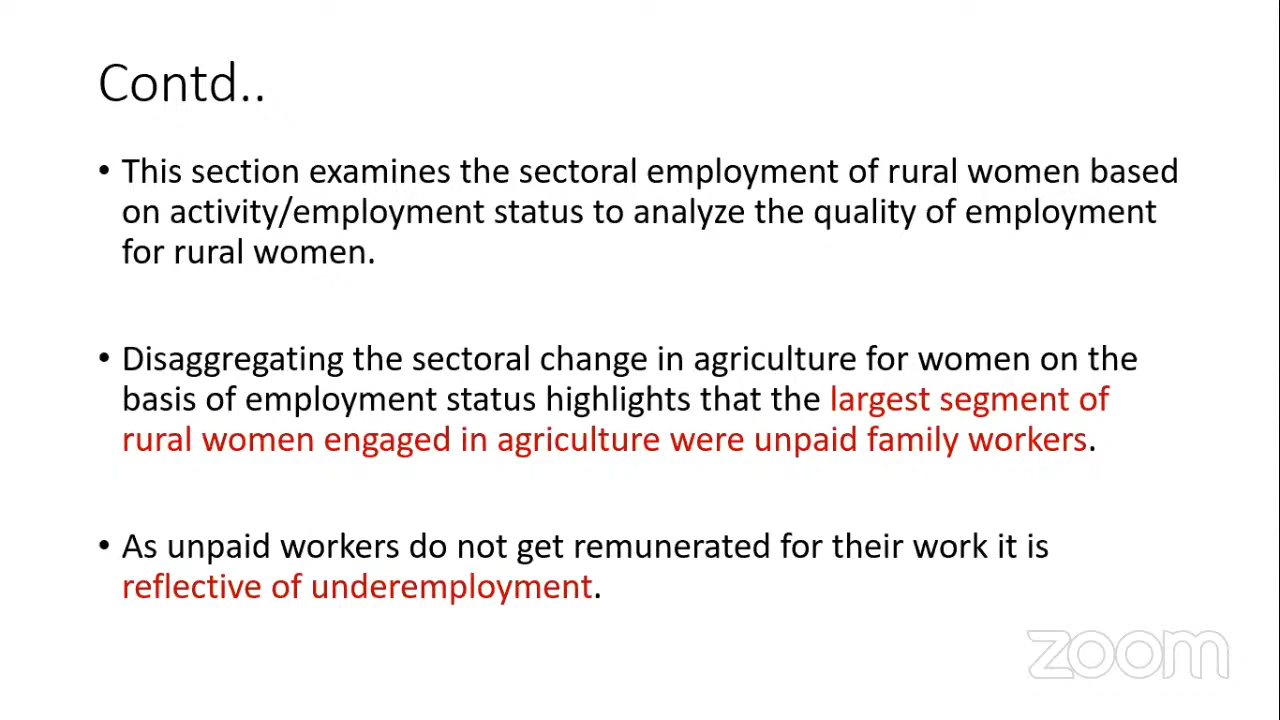 Contd..
• This section examines the sectoral employment of rural women based
on activity/employment status to analyze the quality of employment
for rural women.
• Disaggregating the sectoral change in agriculture for women on the
basis of employment status highlights that the largest segment of
rural women engaged in agriculture were unpaid family workers.
• As unpaid workers do not get remunerated for their work it is
reflective of underemployment.
zoom